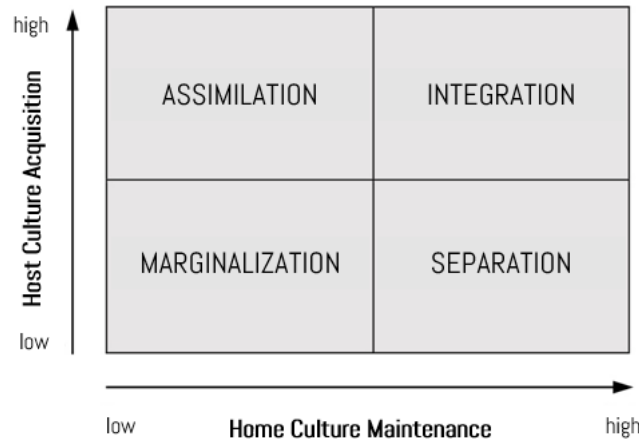 high
Host Culture Acquisition
low
ASSIMILATION
INTEGRATION
MARGINALIZATION
SEPARATION
low
Home Culture Maintenance
high